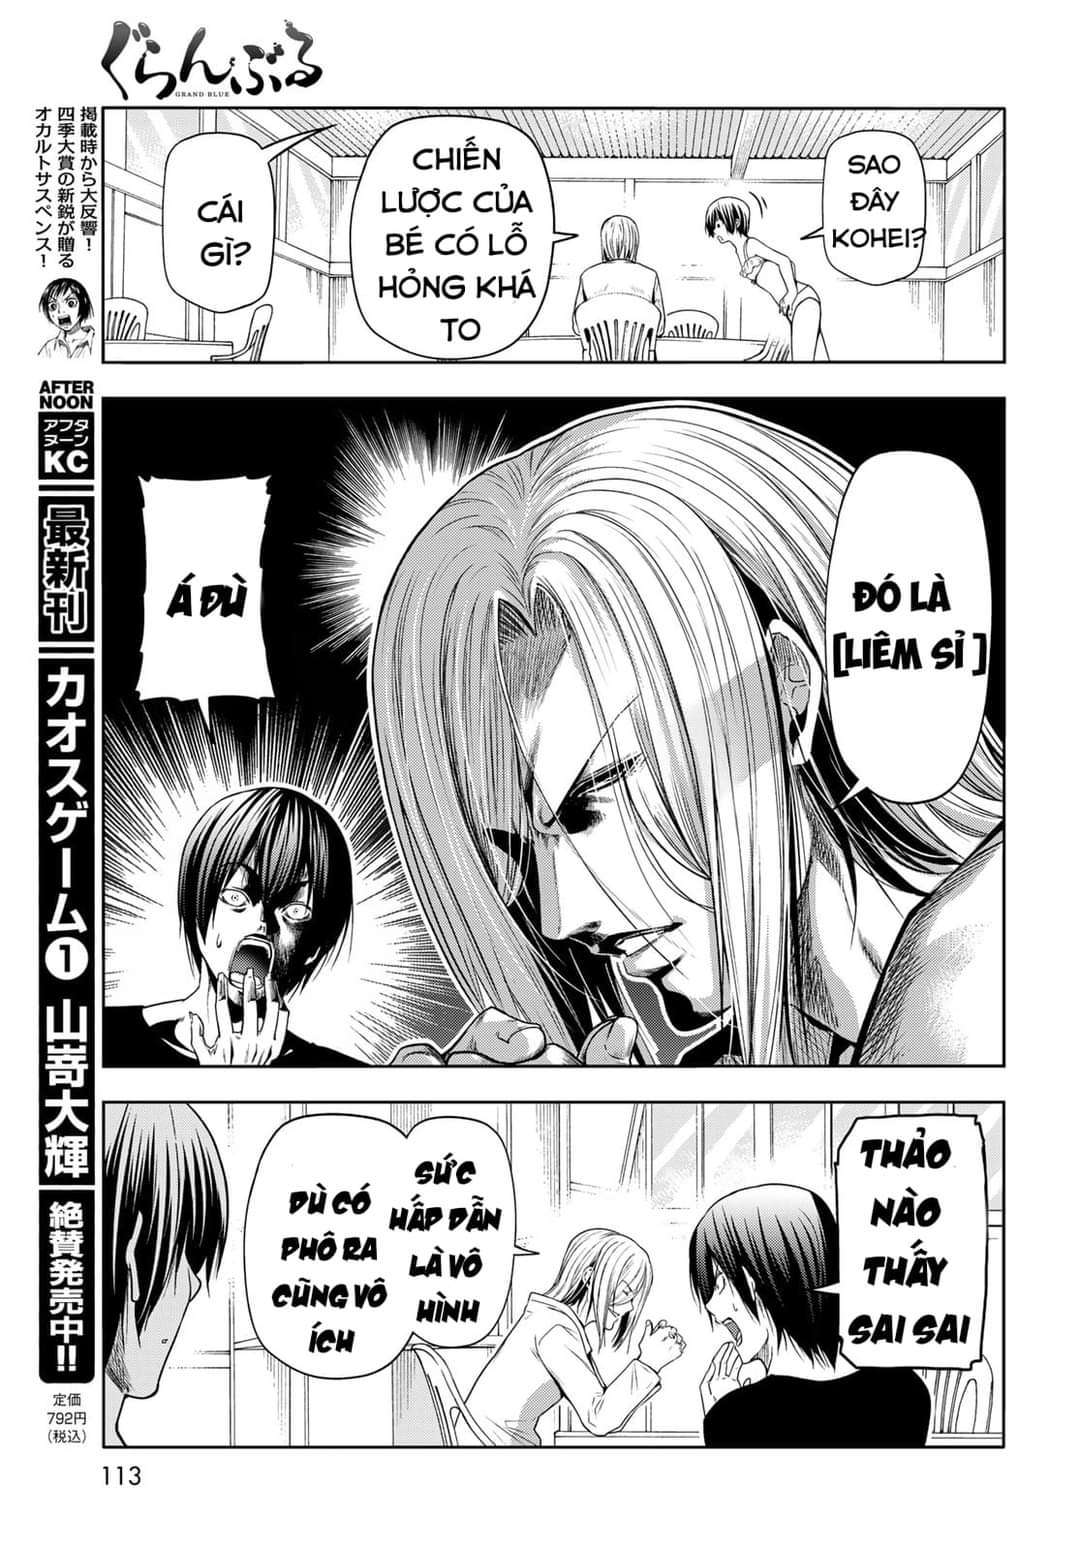 ぐらんぶる
GRAND BLUE
掲載時から大反響！
四季大賞の新鋭が贈る
オカルトサスペンス！
AFTER
NOON
アフタ
ヌーン
KC
最新刊
カオスゲーム1 山嵜大輝
絶賛発売中!!
定価
792円
(税込)
SAO
ĐÂY
KOHEI?
CHIẾN
LƯỢC CỦA
BÉ CÓ LỖ
HỎNG KHÁ
TO
CÁI
GÌ?
ĐÓ LÀ
[LIÊM SỈ ]
Á ĐÙ
THẢO
NÀO
THẤY
SAI SAI
SỨC
HẤP DẪN
LÀ VÔ
HÌNH
DÙ CÓ
PHÔ RA
CŨNG VÔ
ÍCH
113